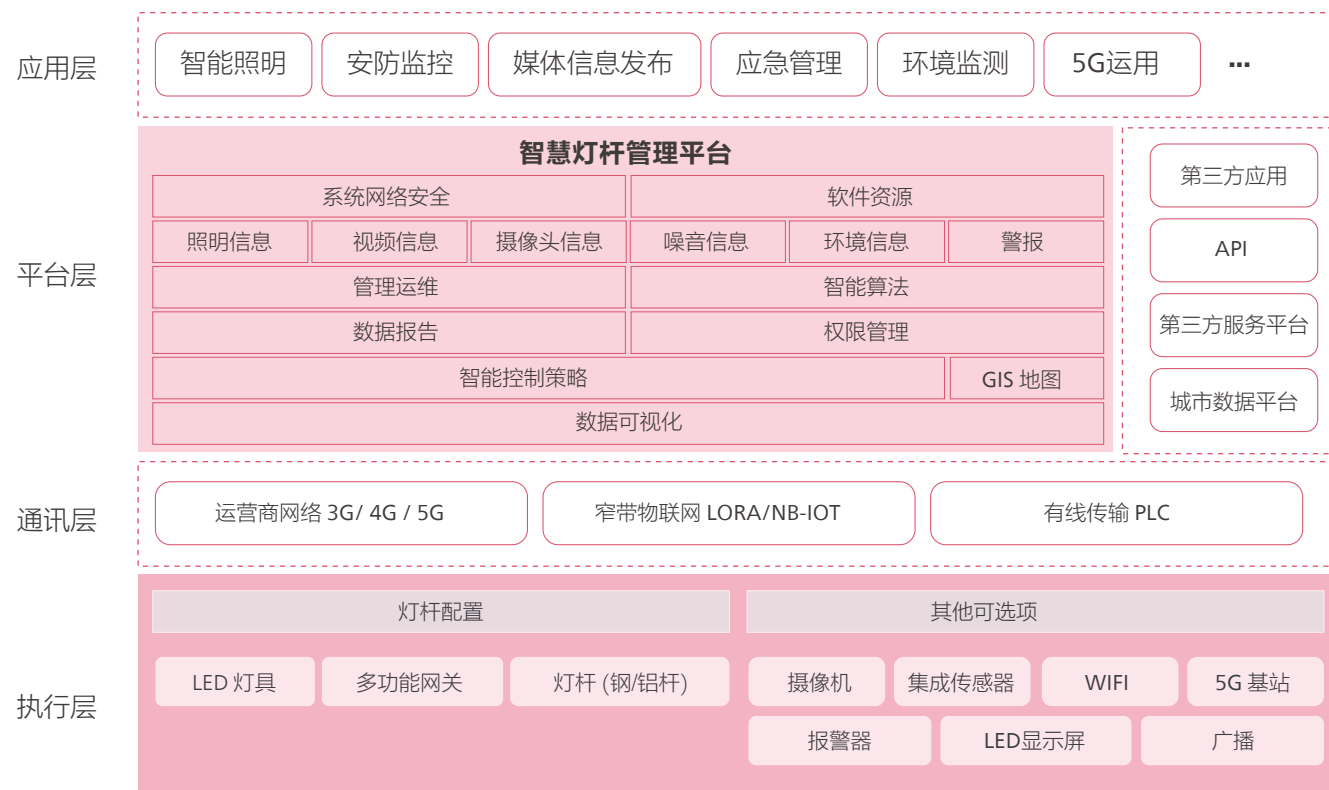 应用层
智能照明
安防监控
媒体信息发布
应急管理
环境监测
5G运用
...
平台层
智慧灯杆管理平台
系统网络安全
软件资源
照明信息
视频信息
摄像头信息
噪音信息
环境信息
警报
管理运维
智能算法
数据报告
权限管理
智能控制策略
GIS 地图
数据可视化
第三方应用
API
第三方服务平台
城市数据平台
通讯层
运营商网络 3G/ 4G / 5G
窄带物联网 LORA/NB-IOT
有线传输 PLC
执行层
灯杆配置
其他可选项
LED 灯具
多功能网关
灯杆 (钢/铝杆)
摄像机
集成传感器
WIFI
5G 基站
报警器
LED显示屏
广播